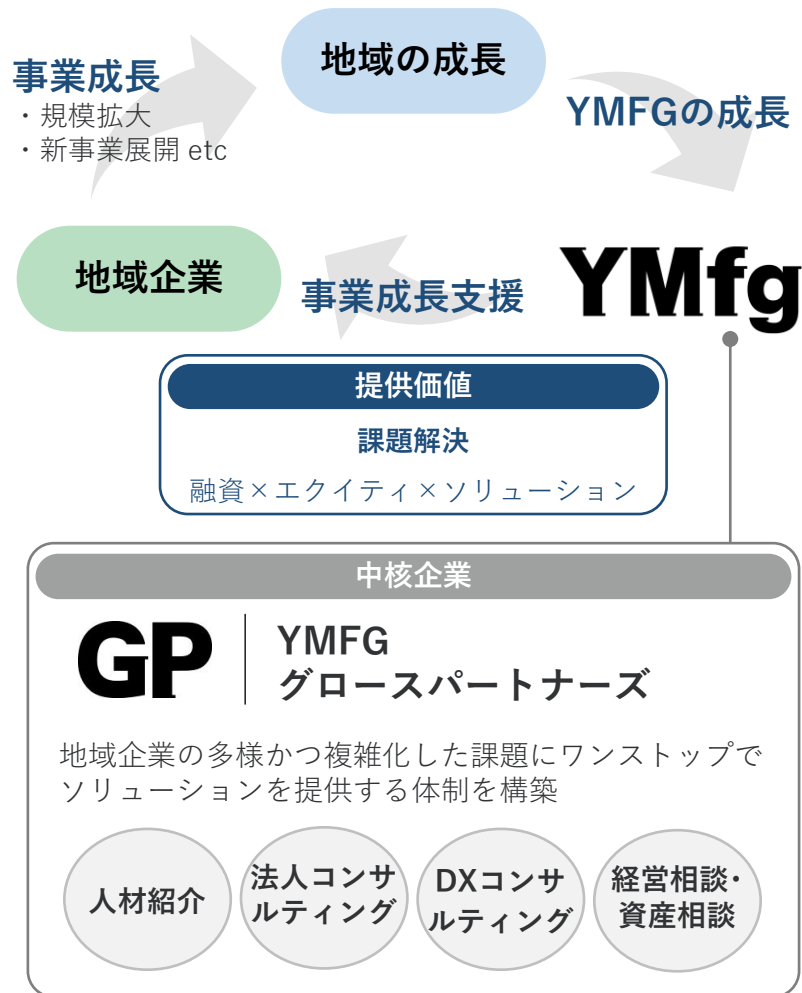 地域の成長
事業成長
・規模拡大
・新事業展開 etc
YMFGの成長
地域企業
事業成長支援
YMfg
提供価値
課題解決
融資×エクイティ×ソリューション
中核企業
GP
YMFG
グロースパートナーズ
地域企業の多様かつ複雑化した課題にワンストップで
ソリューションを提供する体制を構築
人材紹介
法人コンサ
ルティング
DXコンサ
ルティング
経営相談・
資産相談